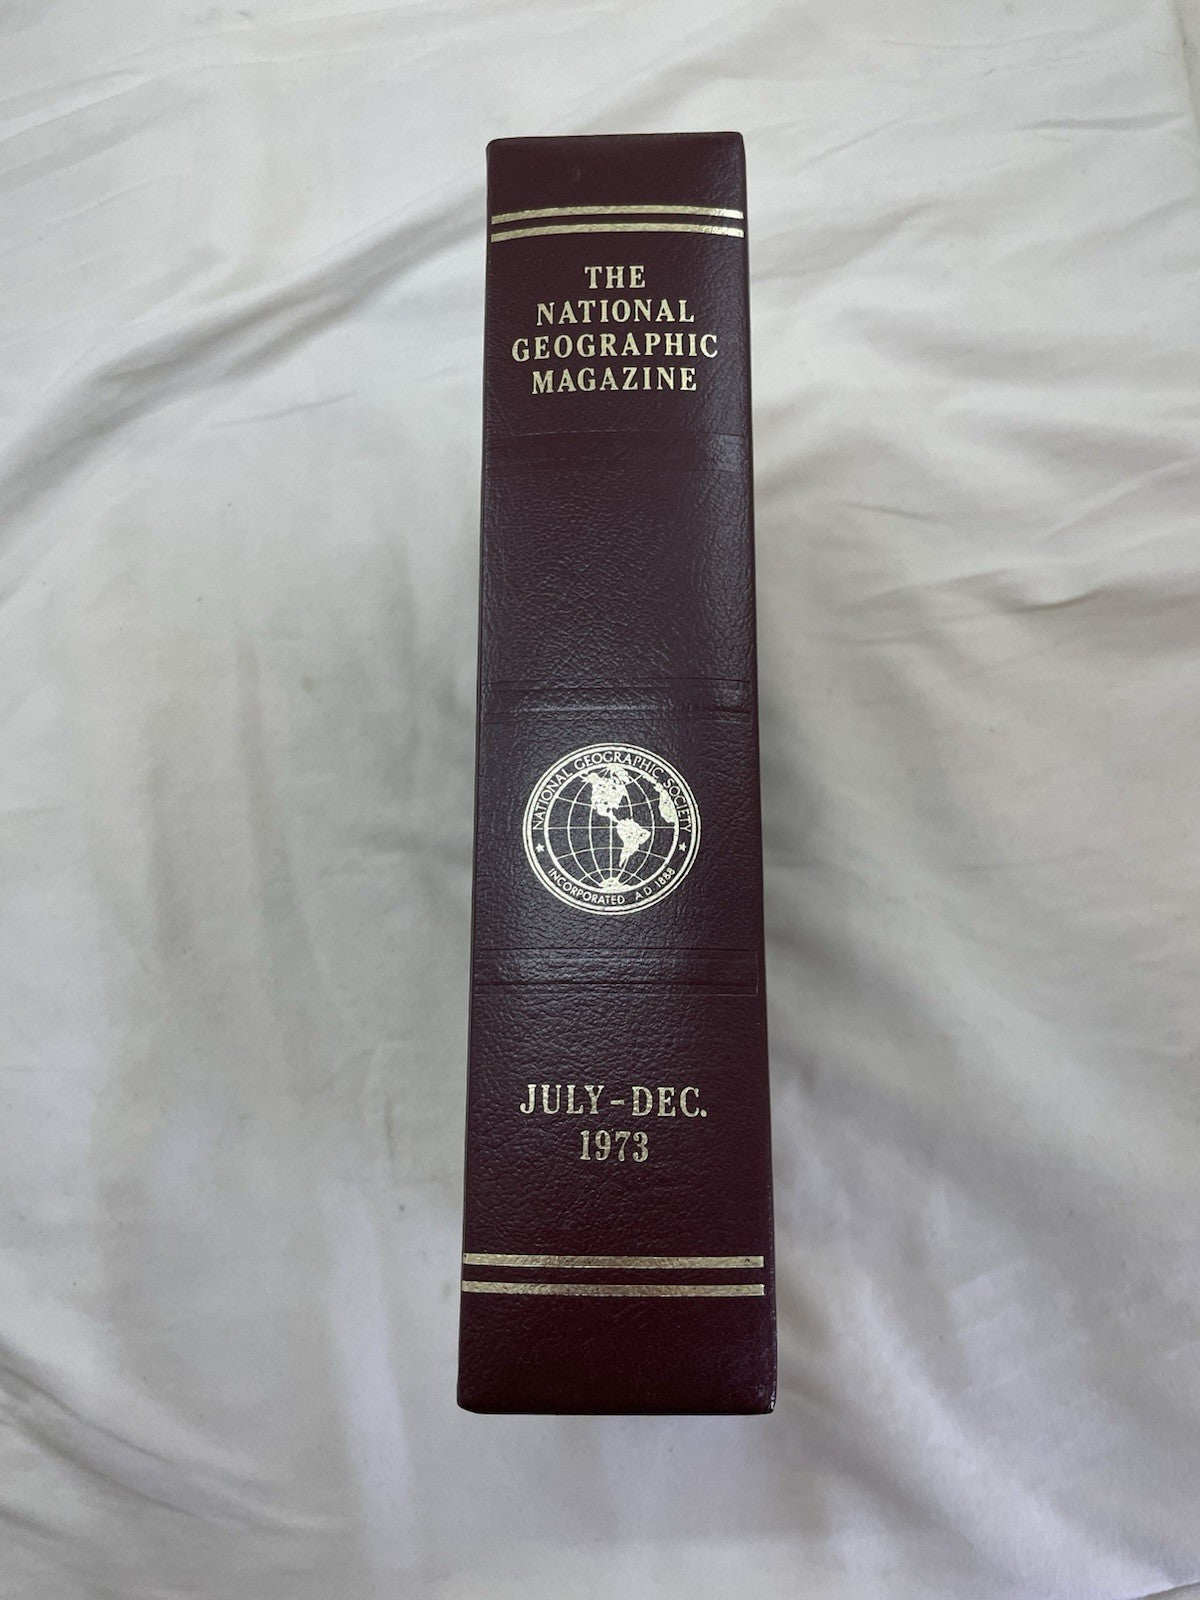 THE
NATIONAL
GEOGRAPHIC
MAGAZINE
NATIONAL GEOGRAPHIC SOCIETY
INCORPORATED A.D. 1888
JULY-DEC.
1973